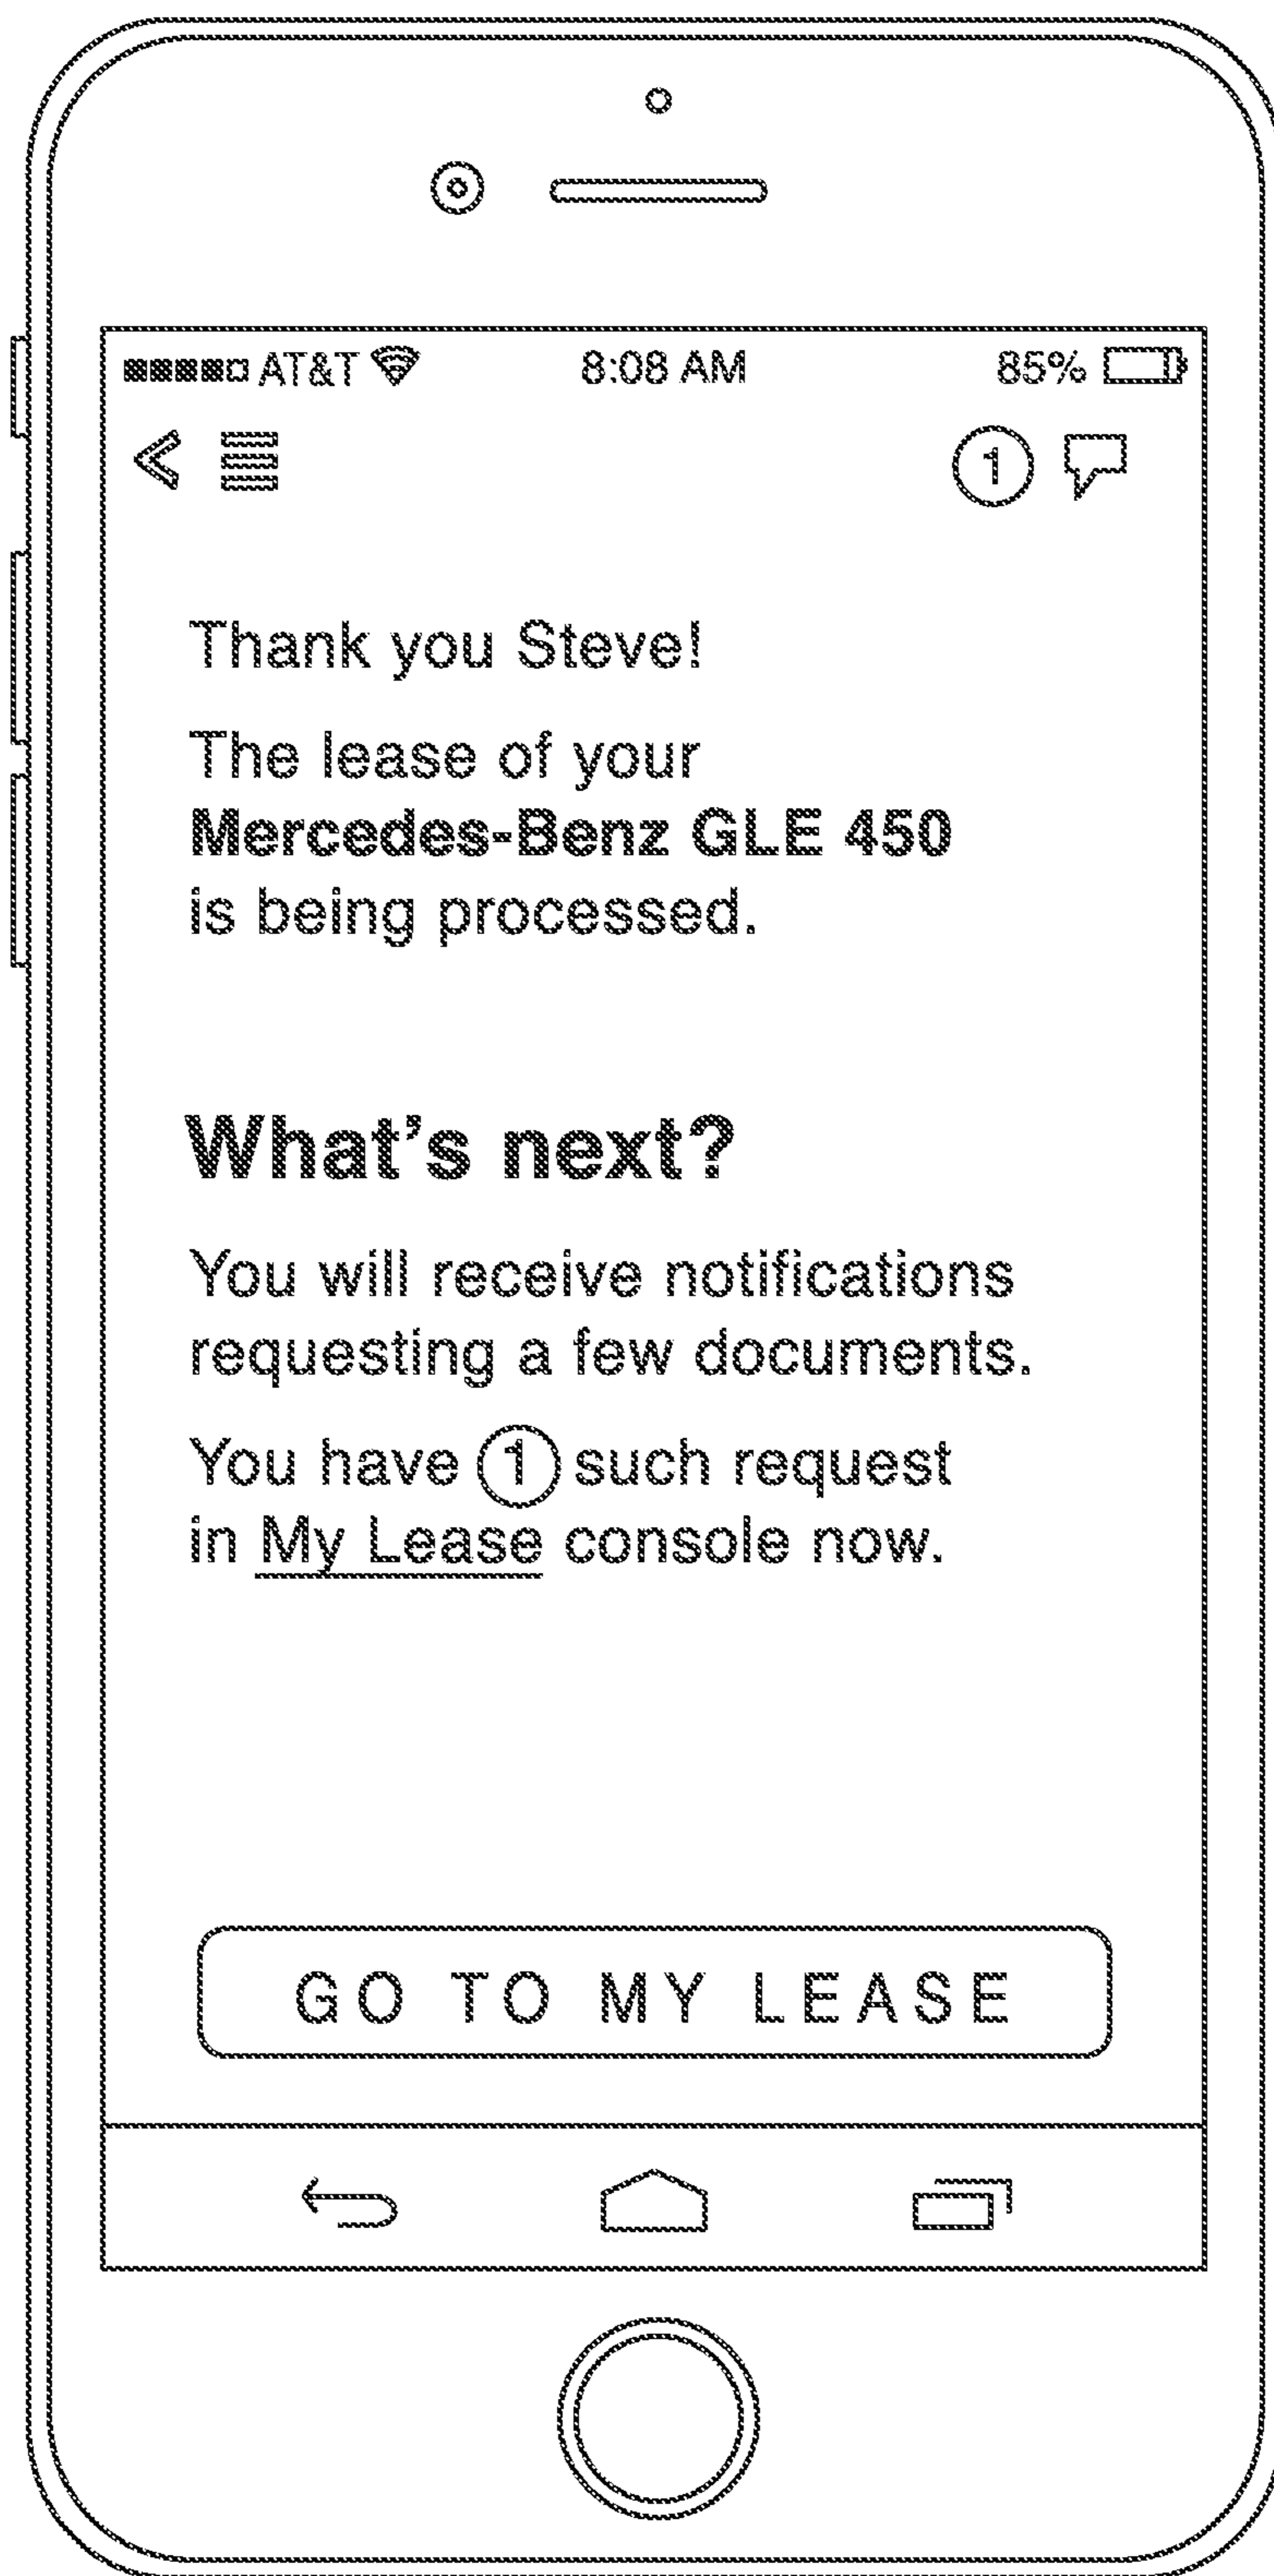 AT&T 8:08 AM 85%
1
Thank you Steve!
The lease of your
Mercedes-Benz GLE 450
is being processed.
What's next?
You will receive notifications
requesting a few documents.
You have 1 such request
in My Lease console now.
GO TO MY LEASE